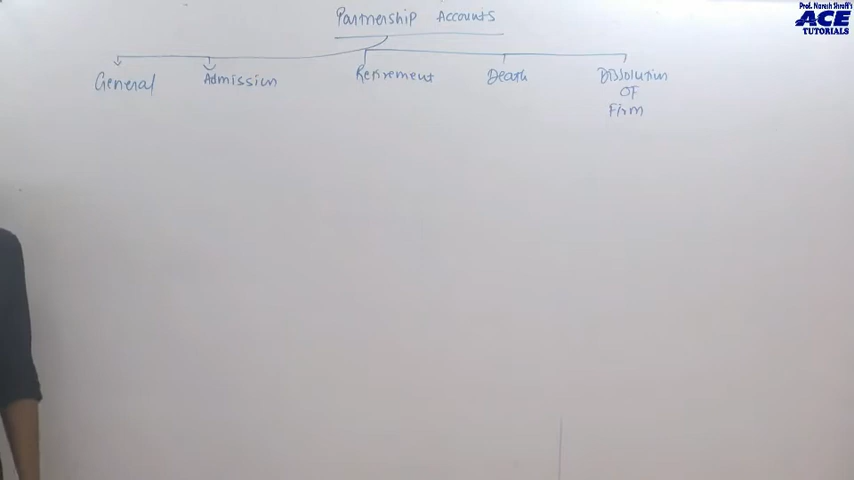 Partnership Accounts
General Admission Retirement Death Dissolution
OF
Firm
Prof. Naresh Shroff's
ACE
TUTORIALS